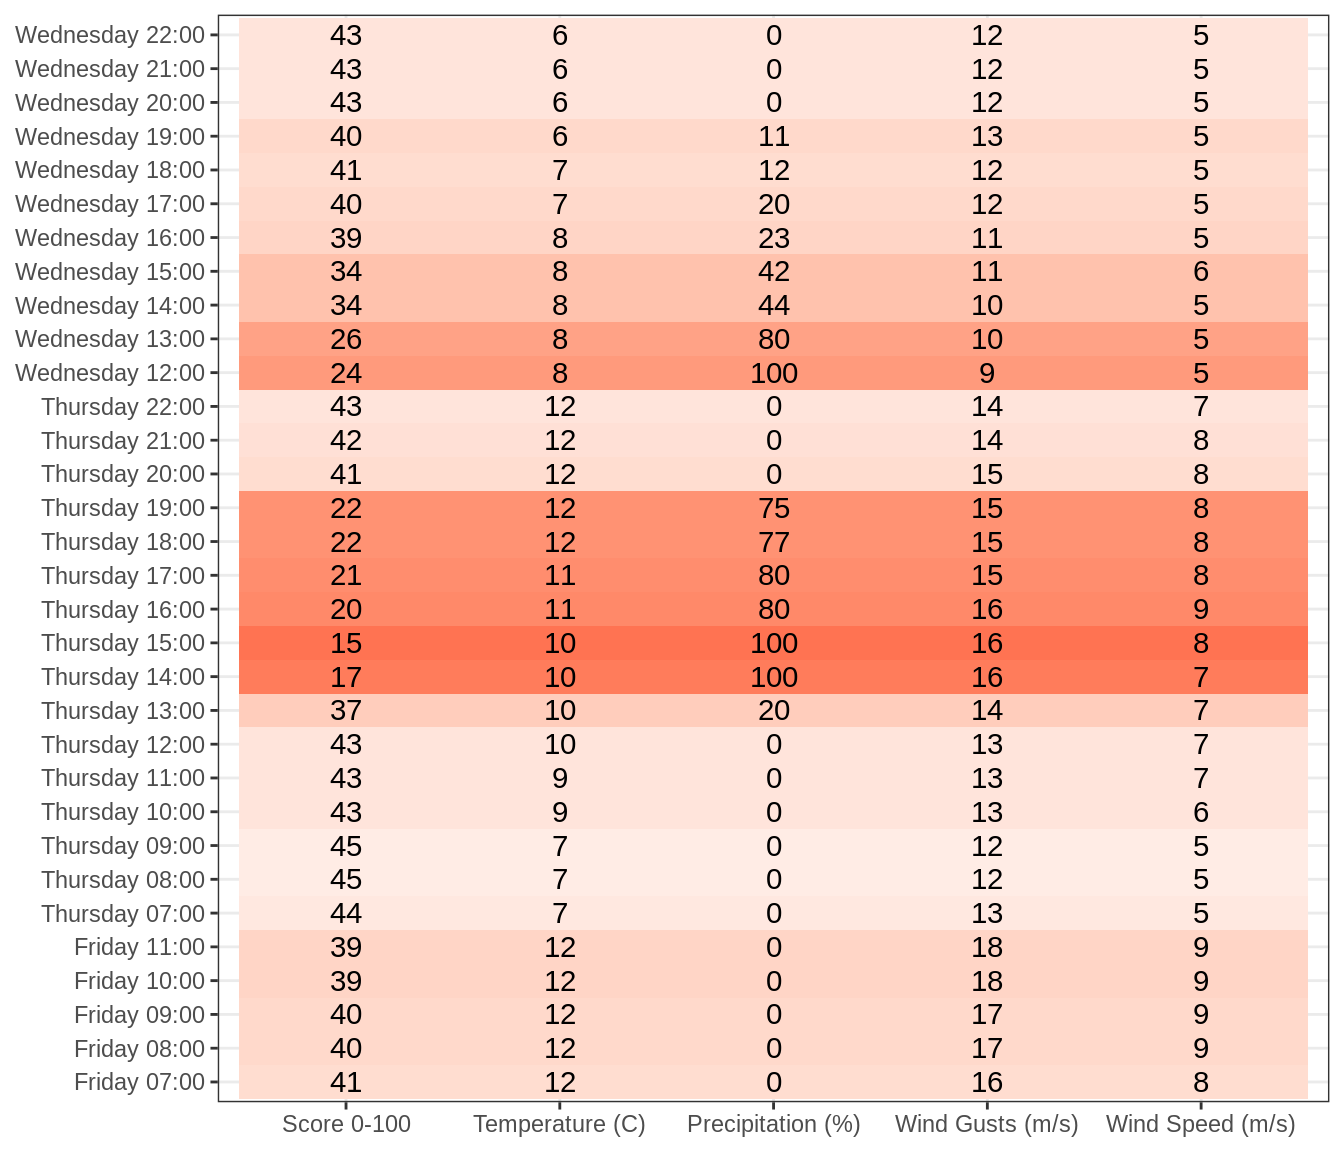 Wednesday 22:00 43 6 0 12 5
Wednesday 21:00 43 6 0 12 5
Wednesday 20:00 43 6 0 12 5
Wednesday 19:00 40 6 11 13 5
Wednesday 18:00 41 7 12 12 5
Wednesday 17:00 40 7 20 12 5
Wednesday 16:00 39 8 23 11 5
Wednesday 15:00 34 8 42 11 6
Wednesday 14:00 34 8 44 10 5
Wednesday 13:00 26 8 80 10 5
Wednesday 12:00 24 8 100 9 5
Thursday 22:00 43 12 0 14 7
Thursday 21:00 42 12 0 14 8
Thursday 20:00 41 12 0 15 8
Thursday 19:00 22 12 75 15 8
Thursday 18:00 22 12 77 15 8
Thursday 17:00 21 11 80 15 8
Thursday 16:00 20 11 80 16 9
Thursday 15:00 15 10 100 16 8
Thursday 14:00 17 10 100 16 7
Thursday 13:00 37 10 20 14 7
Thursday 12:00 43 10 0 13 7
Thursday 11:00 43 9 0 13 7
Thursday 10:00 43 9 0 13 6
Thursday 09:00 45 7 0 12 5
Thursday 08:00 45 7 0 12 5
Thursday 07:00 44 7 0 13 5
Friday 11:00 39 12 0 18 9
Friday 10:00 39 12 0 18 9
Friday 09:00 40 12 0 17 9
Friday 08:00 40 12 0 17 9
Friday 07:00 41 12 0 16 8
Score 0-100 Temperature (C) Precipitation (%) Wind Gusts (m/s) Wind Speed (m/s)